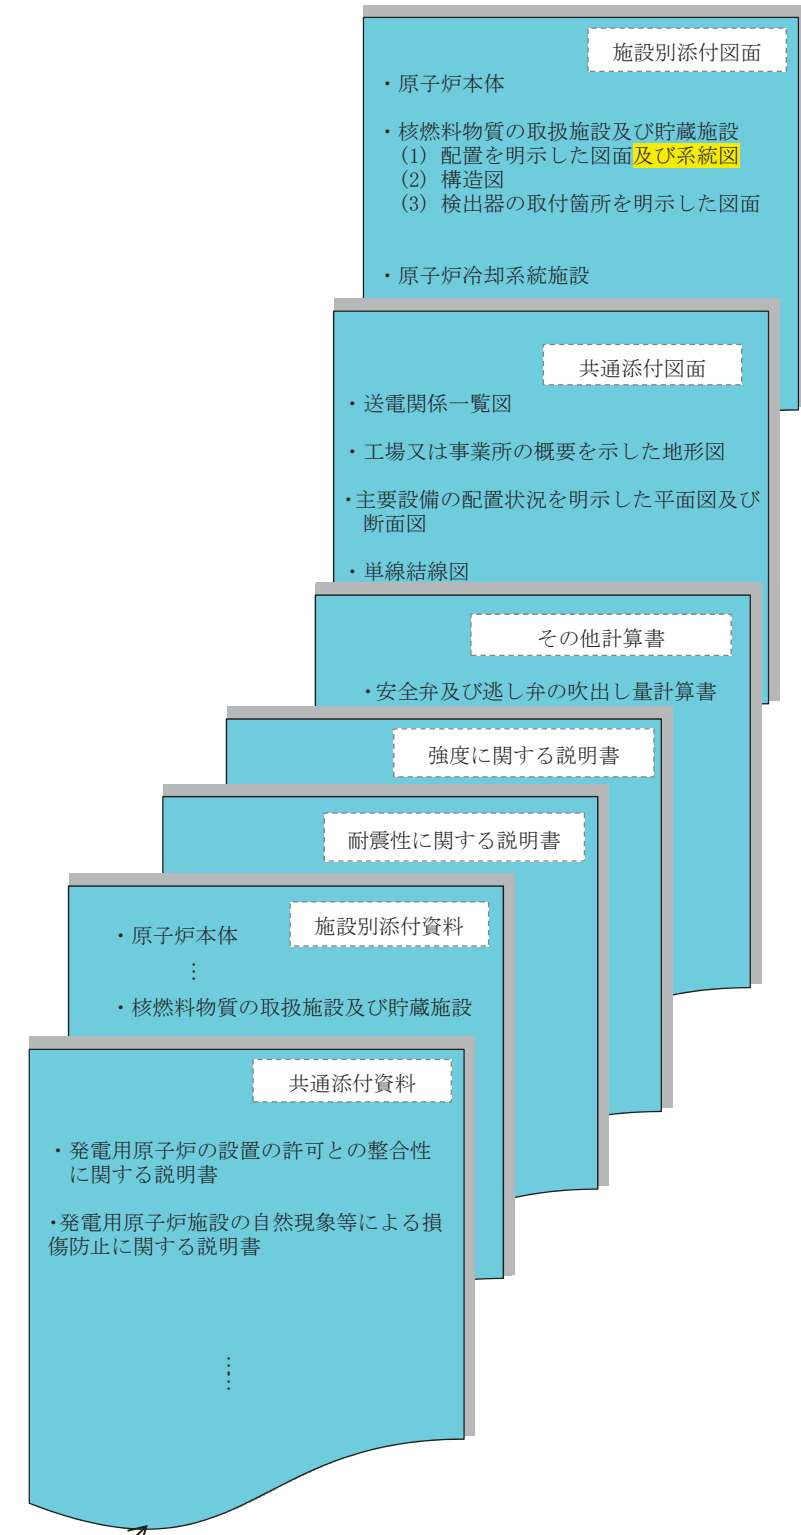 施設別添付図面
・原子炉本体
・核燃料物質の取扱施設及び貯蔵施設
(1) 配置を明示した図面及び系統図
(2) 構造図
(3) 検出器の取付箇所を明示した図面
・原子炉冷却系統施設
共通添付図面
・送電関係一覧図
・工場又は事業所の概要を示した地形図
・主要設備の配置状況を明示した平面図及び
断面図
・単線結線図
その他計算書
・安全弁及び逃し弁の吹出し量計算書
強度に関する説明書
耐震性に関する説明書
施設別添付資料
・原子炉本体
…
・核燃料物質の取扱施設及び貯蔵施設
共通添付資料
・発電用原子炉の設置の許可との整合性
に関する説明書
・発電用原子炉施設の自然現象等による損
傷防止に関する説明書
……